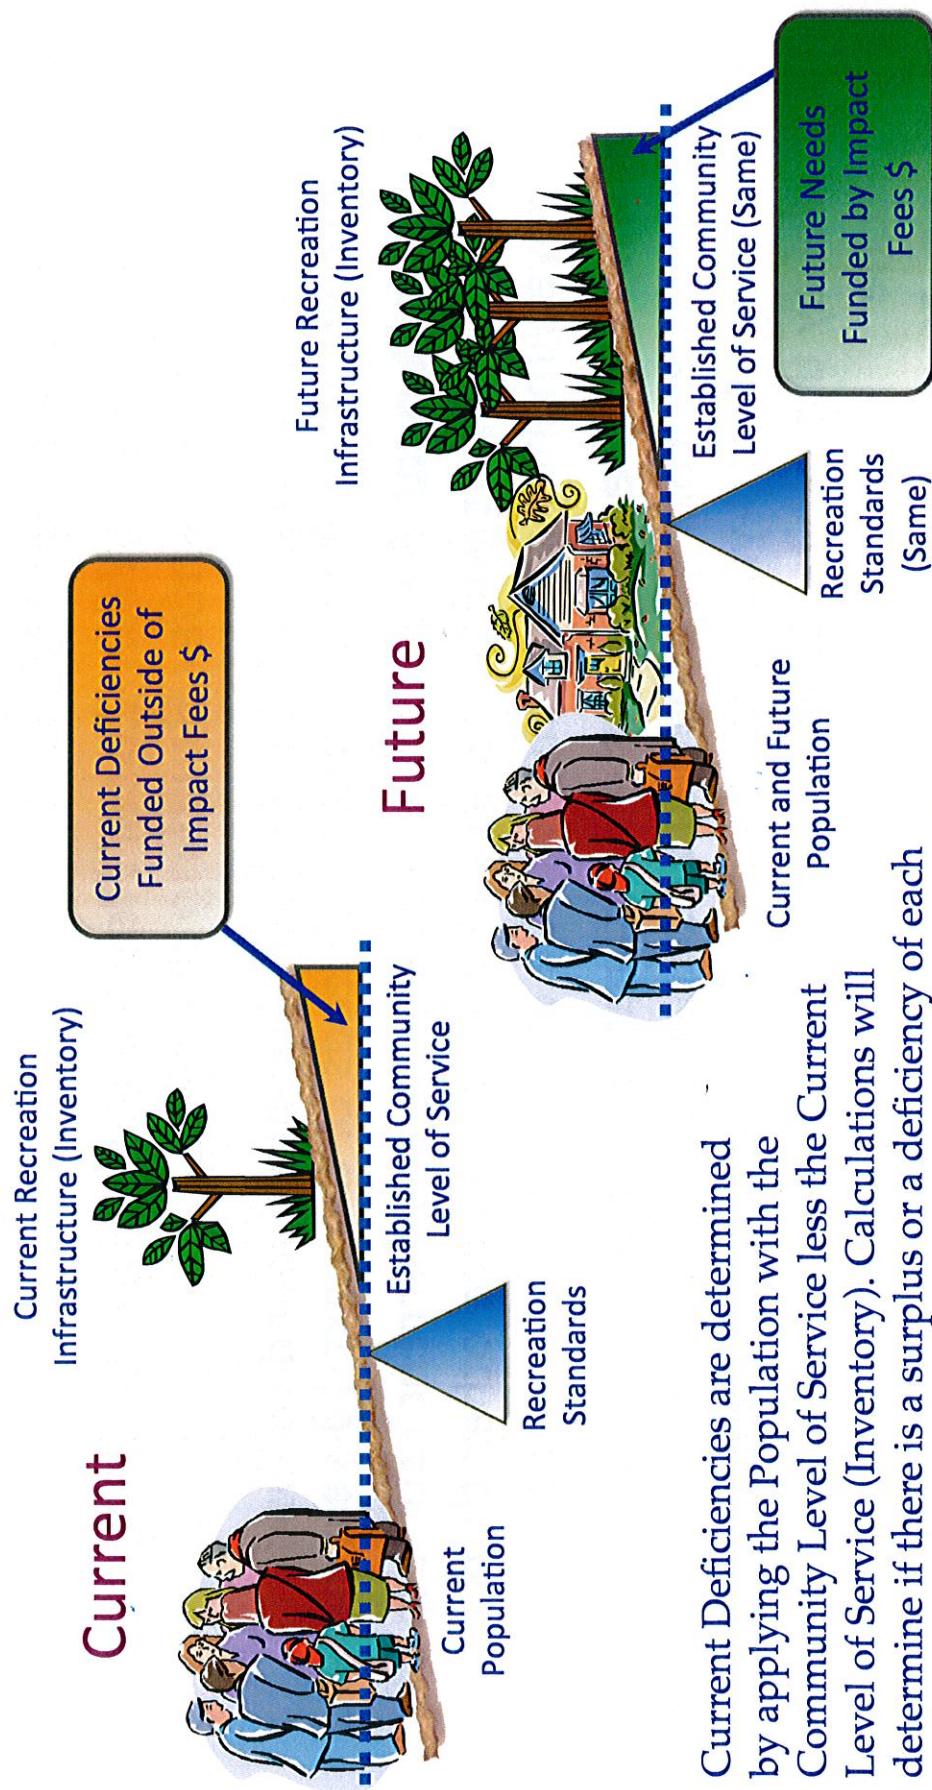 Current
Current Recreation
Infrastructure (Inventory)
Current Deficiencies
Funded Outside of
Impact Fees $
Established Community
Level of Service
Recreation
Standards
Current
Population
Future
Future Recreation
Infrastructure (Inventory)
Established Community
Level of Service (Same)
Recreation
Standards
(Same)
Current and Future
Population
Future Needs
Funded by Impact
Fees $
Current Deficiencies are determined
by applying the Population with the
Community Level of Service less the Current
Level of Service (Inventory). Calculations will
determine if there is a surplus or a deficiency of each